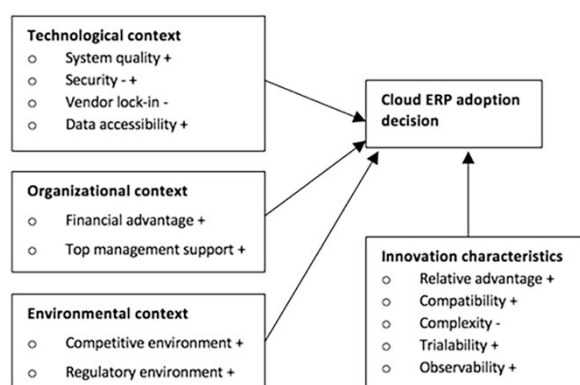 Technological context
o System quality +
o Security - +
o Vendor lock-in -
o Data accessibility +
Cloud ERP adoption
decision
Organizational context
o Financial advantage +
o Top management support +
Environmental context
o Competitive environment +
o Regulatory environment +
Innovation characteristics
o Relative advantage +
o Compatibility +
o Complexity -
o Trialability +
o Observability +